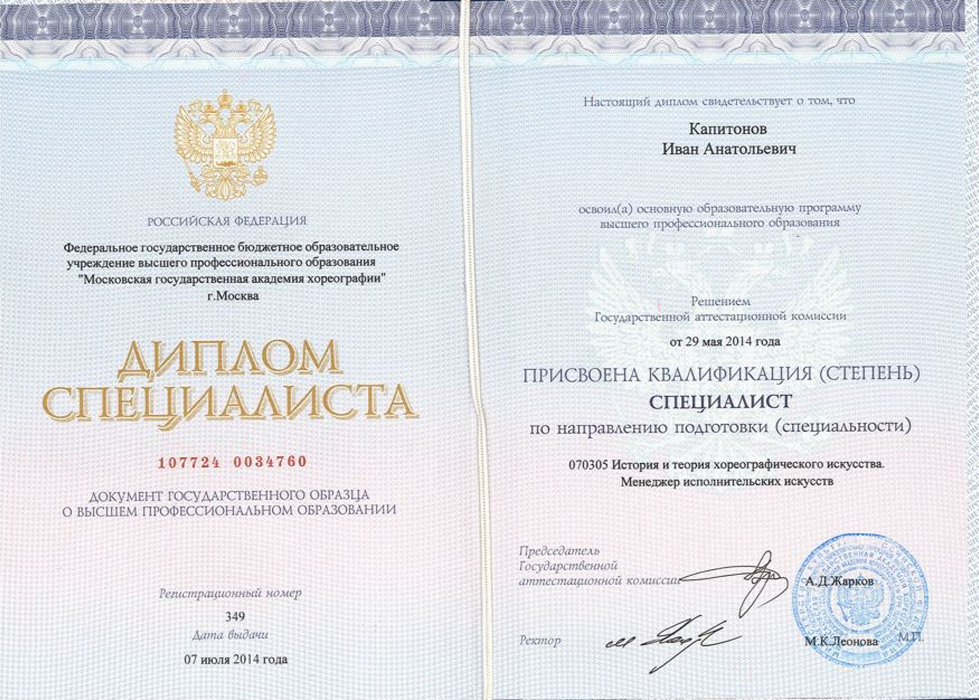 РОССИЙСКАЯ ФЕДЕРАЦИЯ
Федеральное государственное бюджетное образовательное
учреждение высшего профессионального образования
"Московская государственная академия хореографии"
г.Москва
ДИПЛОМ
СПЕЦИАЛИСТА
107724 0034760
ДОКУМЕНТ ГОСУДАРСТВЕННОГО ОБРАЗЦА
О ВЫСШЕМ ПРОФЕССИОНАЛЬНОМ ОБРАЗОВАНИИ
Регистрационный номер
349
Дата выдачи
07 июля 2014 года
Настоящий диплом свидетельствует о том, что
Капитонов
Иван Анатольевич
освоил(а) основную образовательную программу
высшего профессионального образования
Решением
Государственной аттестационной комиссии
от 29 мая 2014 года
ПРИСВОЕНА КВАЛИФИКАЦИЯ (СТЕПЕНЬ)
СПЕЦИАЛИСТ
по направлению подготовки (специальности)
070305 История и теория хореографического искусства.
Менеджер исполнительских искусств
Председатель
Государственной
аттестационной комиссии
А.Д.Жарков
Ректор
М.К.Леонова
М.П.